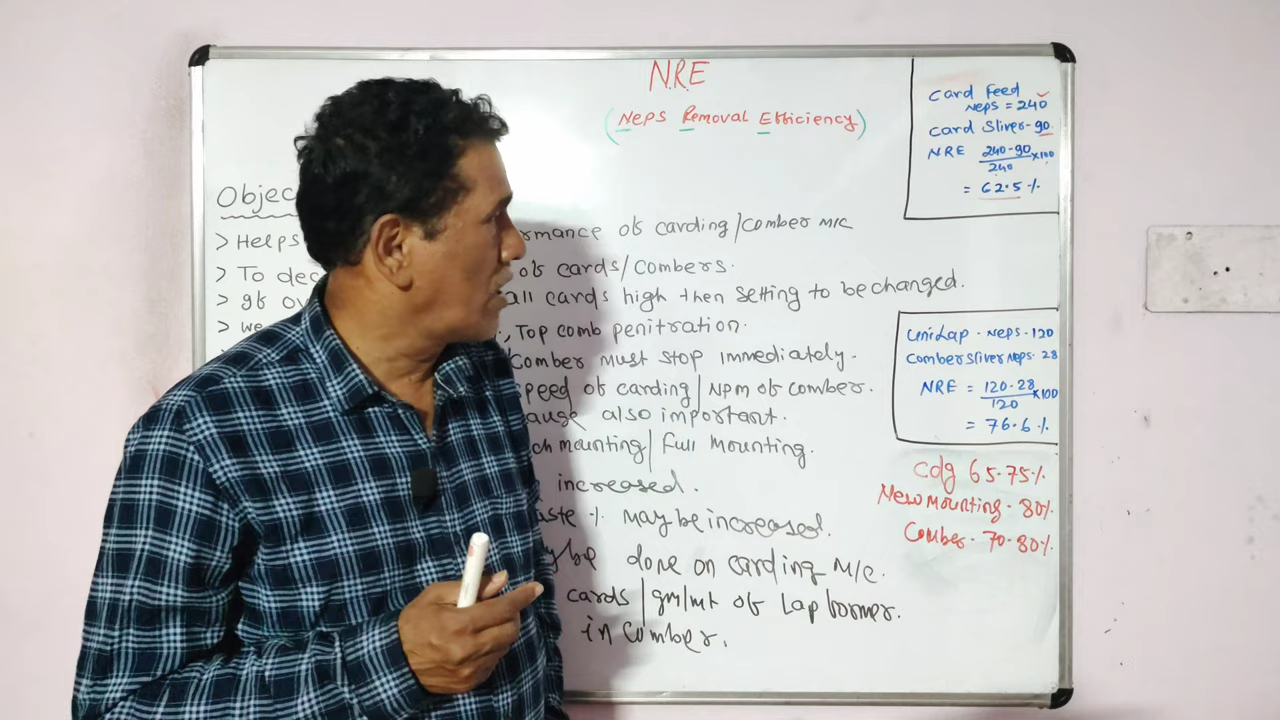 N.R.E
(Neps Removal Efficiency)
Card Feed
Neps = 240
Card Sliver - 90
NRE 240-90/240 x100
= 62.5 %
Objec
> Helps rmance of carding/Comber M/C
> To dec of cards/Combers.
> If ov all cards high then Setting to be changed.
> we ., Top comb penitration.
Comber must stop immediately.
peed of carding/Npm of comber.
auge also important.
ch mounting/Full Mounting.
increased.
aste % may be increased.
y be done on carding M/c.
cards/gm/mt of Lap former.
in Comber.
UniLap - Neps - 120
Comber Sliver Neps - 28
NRE = 120-28/120 x100
= 76.6 %
Cdg 65-75%
New Mounting - 80%
Comber - 70-80%